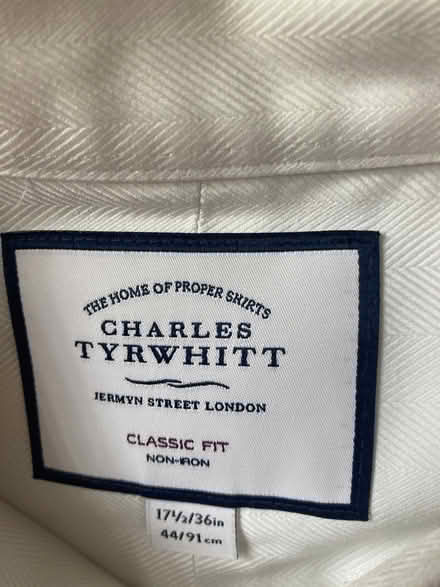 THE HOME OF PROPER SHIRTS
CHARLES
TYRWHITT
JERMYN STREET LONDON
CLASSIC FIT
NON-IRON
17½/36in
44/91cm